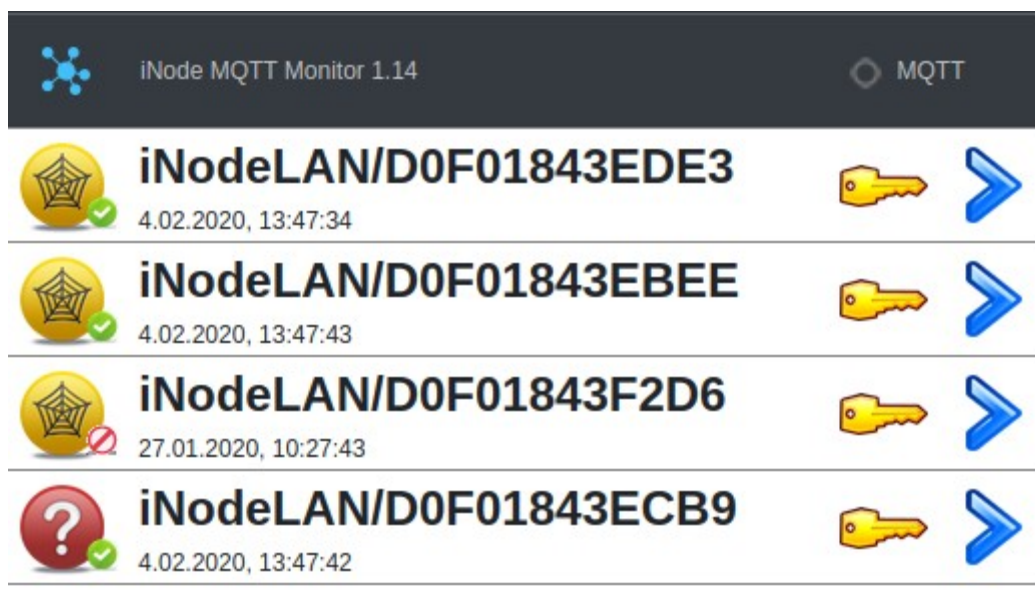 iNode MQTT Monitor 1.14 MQTT
iNodeLAN/D0F01843EDE3
4.02.2020, 13:47:34
iNodeLAN/D0F01843EBEE
4.02.2020, 13:47:43
iNodeLAN/D0F01843F2D6
27.01.2020, 10:27:43
?
iNodeLAN/D0F01843ECB9
4.02.2020, 13:47:42